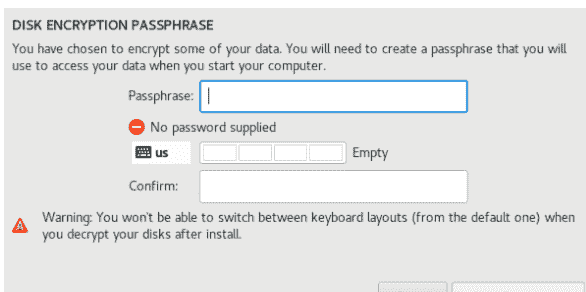 DISK ENCRYPTION PASSPHRASE
You have chosen to encrypt some of your data. You will need to create a passphrase that you will
use to access your data when you start your computer.
Passphrase:
No password supplied
us Empty
Confirm:
Warning: You won't be able to switch between keyboard layouts (from the default one) when
you decrypt your disks after install.